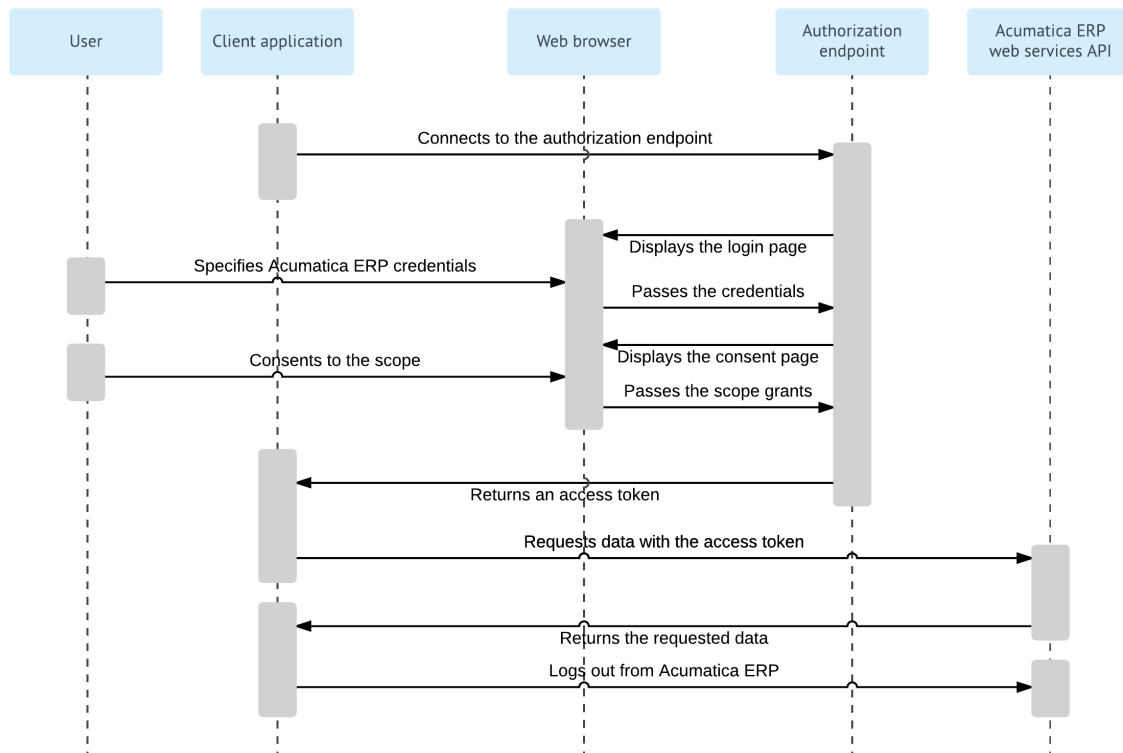 User
Client application
Web browser
Authorization
endpoint
Acumatica ERP
web services API
Connects to the authorization endpoint
Displays the login page
Specifies Acumatica ERP credentials
Passes the credentials
Displays the consent page
Consents to the scope
Passes the scope grants
Returns an access token
Requests data with the access token
Returns the requested data
Logs out from Acumatica ERP